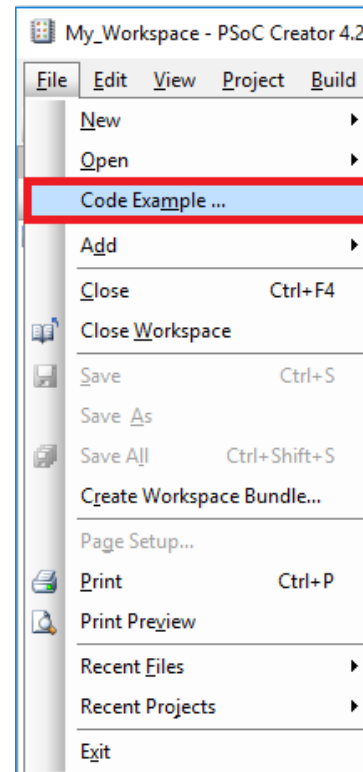 My_Workspace - PSoC Creator 4.2
File Edit View Project Build
New
Open
Code Example ...
Add
Close Ctrl+F4
Close Workspace
Save Ctrl+S
Save As
Save All Ctrl+Shift+S
Create Workspace Bundle...
Page Setup...
Print Ctrl+P
Print Preview
Recent Files
Recent Projects
Exit